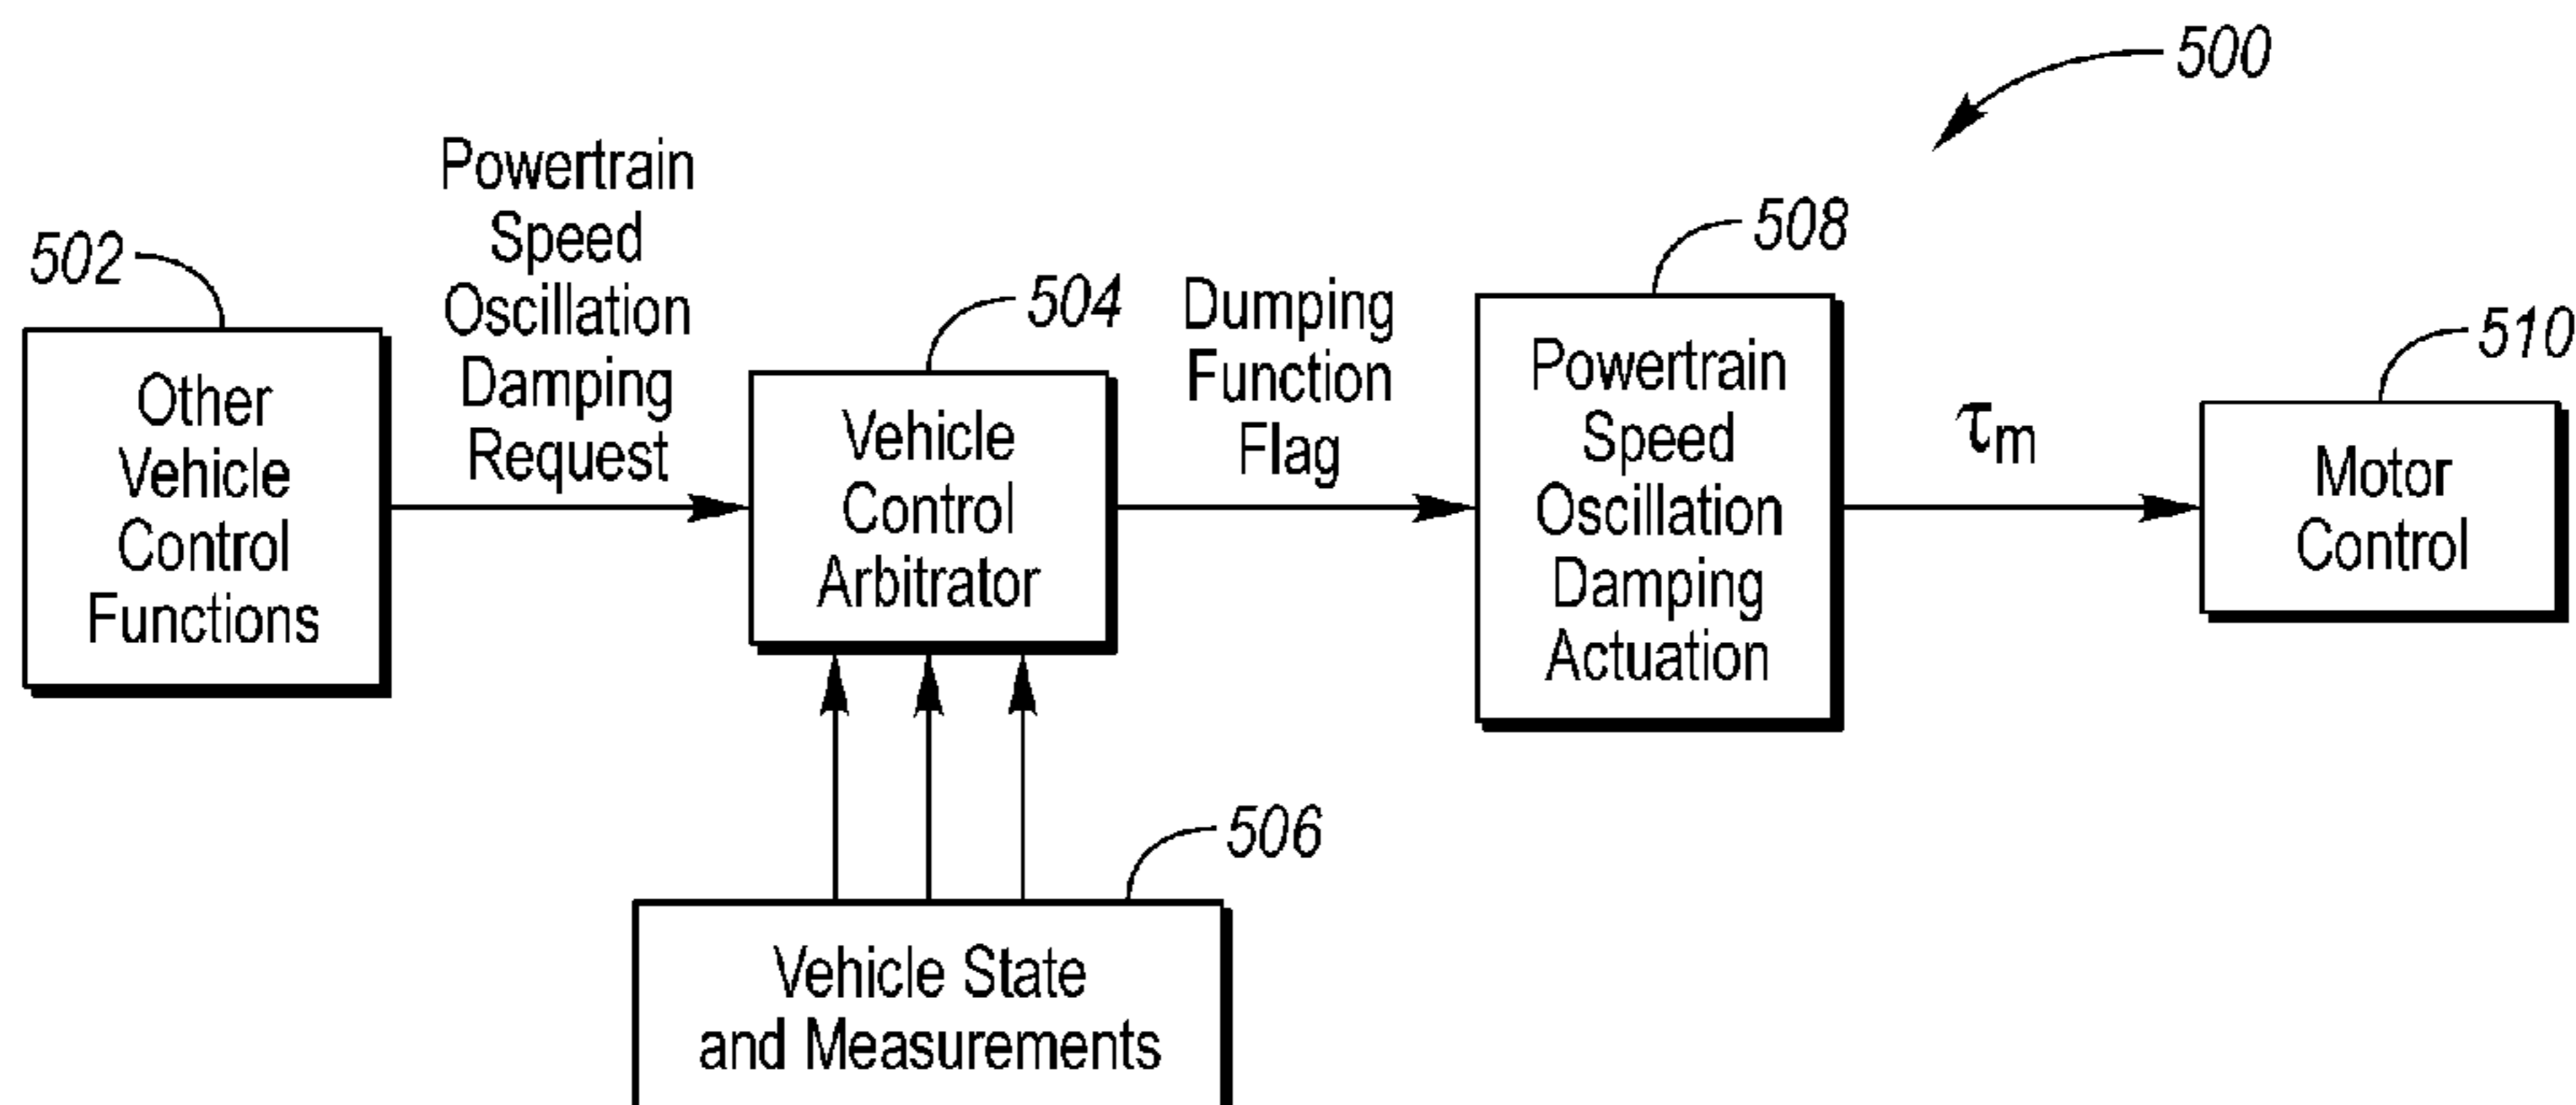 500
502
Other
Vehicle
Control
Functions
Powertrain
Speed
Oscillation
Damping
Request
504
Vehicle
Control
Arbitrator
Dumping
Function
Flag
508
Powertrain
Speed
Oscillation
Damping
Actuation
τm
510
Motor
Control
506
Vehicle State
and Measurements